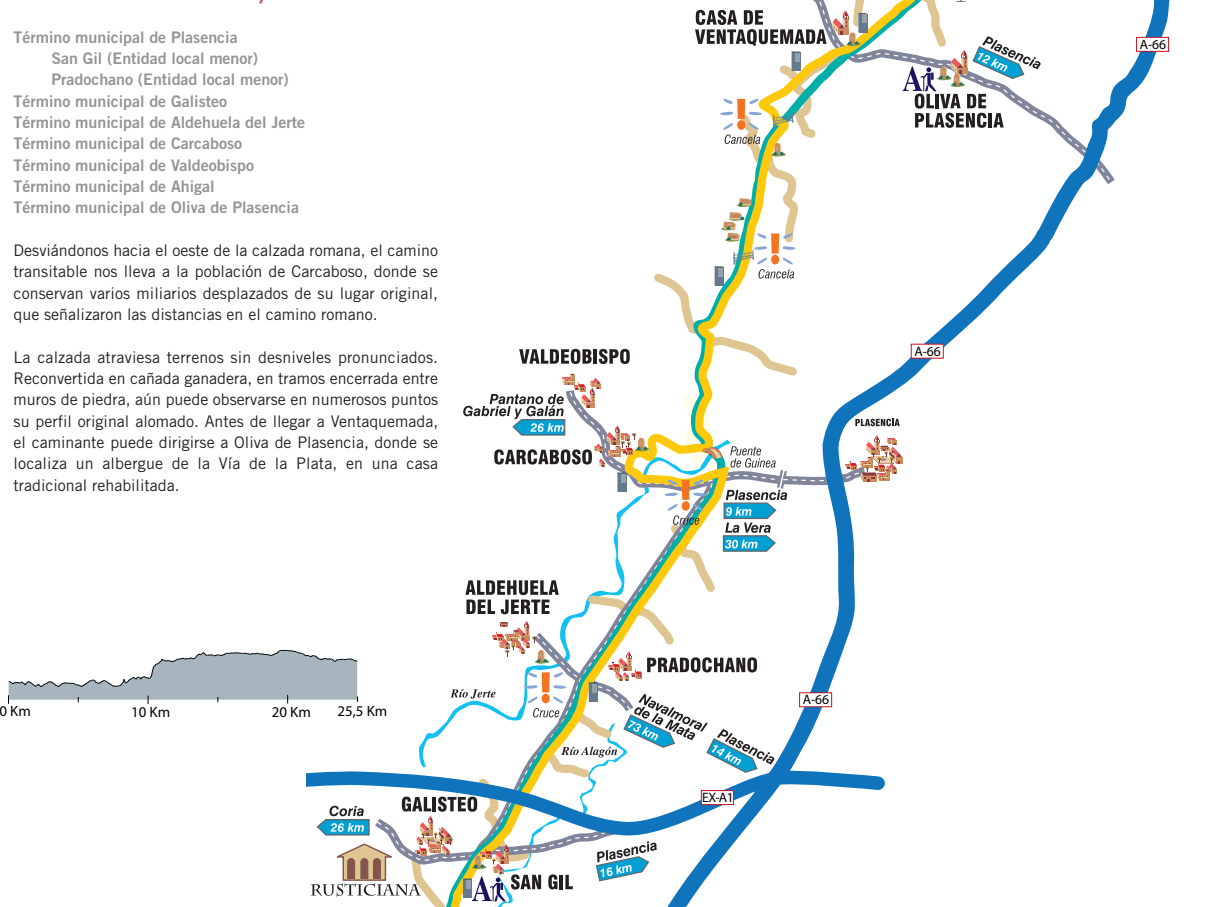 Término municipal de Plasencia
San Gil (Entidad local menor)
Pradochano (Entidad local menor)
Término municipal de Galisteo
Término municipal de Aldehuela del Jerte
Término municipal de Carcaboso
Término municipal de Valdeobispo
Término municipal de Ahigal
Término municipal de Oliva de Plasencia
Desviándonos hacia el oeste de la calzada romana, el camino
transitable nos lleva a la población de Carcaboso, donde se
conservan varios miliarios desplazados de su lugar original,
que señalizaron las distancias en el camino romano.
La calzada atraviesa terrenos sin desniveles pronunciados.
Reconvertida en cañada ganadera, en tramos encerrada entre
muros de piedra, aún puede observarse en numerosos puntos
su perfil original alomado. Antes de llegar a Ventaquemada,
el caminante puede dirigirse a Oliva de Plasencia, donde se
localiza un albergue de la Vía de la Plata, en una casa
tradicional rehabilitada.
0 Km
10 Km
20 Km
25,5 Km
CASA DE
VENTAQUEMADA
Plasencia
12 km
A-66
A
OLIVA DE
PLASENCIA
Cancela
Cancela
A-66
VALDEOBISPO
Pantano de
Gabriel y Galán
26 km
CARCABOSO
PLASENCIA
Puente
de Guinea
Plasencia
9 km
La Vera
30 km
Cruce
ALDEHUELA
DEL JERTE
PRADOCHANO
Río Jerte
Cruce
Navalmoral
de la Mata
73 km
Plasencia
14 km
A-66
Río Alagón
EX-A1
GALISTEO
Coria
26 km
RUSTICIANA
Plasencia
16 km
A
SAN GIL